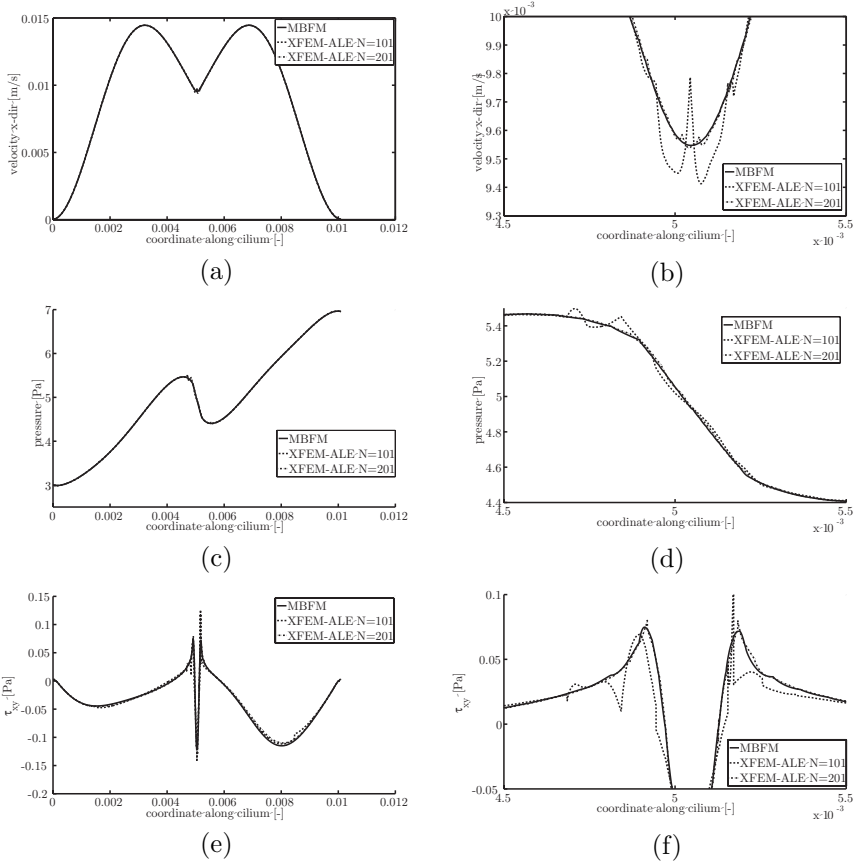 MBFM
XFEM-ALE·N=101
XFEM-ALE·N=201
0.015
0.01
0.005
0
velocity·x-dir·[m/s]
0 0.002 0.004 0.006 0.008 0.01 0.012
coordinate·along·cilium·[-]
(a)
x·10⁻³
10
9.9
9.8
9.7
9.6
9.5
9.4
9.3
velocity·x-dir·[m/s]
MBFM
XFEM-ALE·N=101
XFEM-ALE·N=201
4.5 5 5.5
coordinate·along·cilium·[-]
x·10⁻³
(b)
7
6
5
4
3
pressure·[Pa]
MBFM
XFEM-ALE·N=101
XFEM-ALE·N=201
0 0.002 0.004 0.006 0.008 0.01 0.012
coordinate·along·cilium·[-]
(c)
5.4
5.2
5
4.8
4.6
4.4
pressure·[Pa]
MBFM
XFEM-ALE·N=101
XFEM-ALE·N=201
4.5 5 5.5
coordinate·along·cilium·[-]
x·10⁻³
(d)
0.15
0.1
0.05
0
-0.05
-0.1
-0.15
-0.2
τxy·[Pa]
MBFM
XFEM-ALE·N=101
XFEM-ALE·N=201
0 0.002 0.004 0.006 0.008 0.01 0.012
coordinate·along·cilium·[-]
(e)
0.1
0.05
0
-0.05
τxy·[Pa]
MBFM
XFEM-ALE·N=101
XFEM-ALE·N=201
4.5 5 5.5
coordinate·along·cilium·[-]
x·10⁻³
(f)